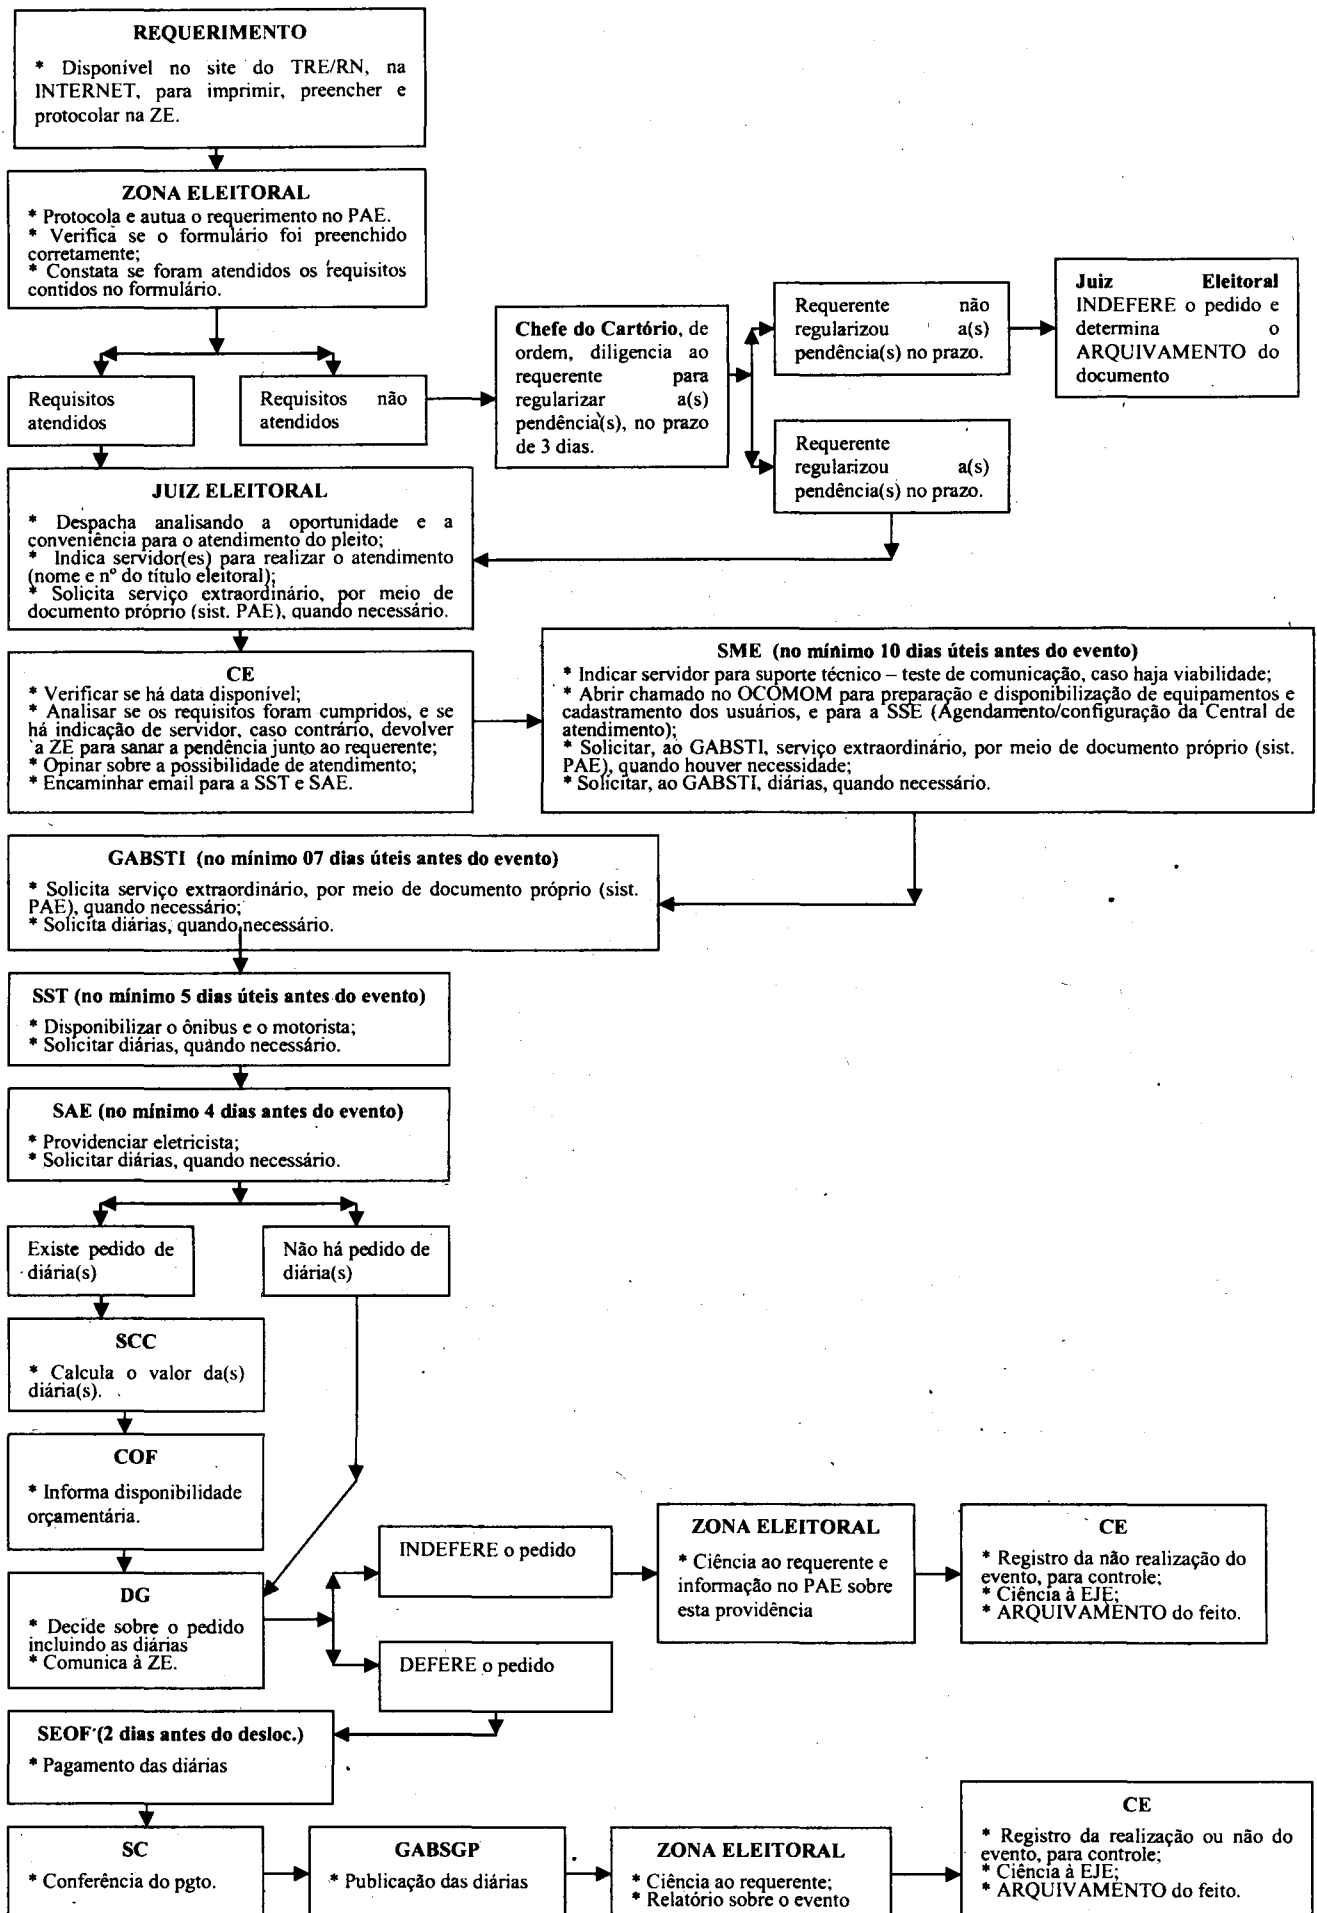 REQUERIMENTO
* Disponível no site do TRE/RN, na
INTERNET, para imprimir, preencher e
protocolar na ZE.
ZONA ELEITORAL
* Protocola e autua o requerimento no PAE.
* Verifica se o formulário foi preenchido
corretamente;
* Constata se foram atendidos os requisitos
contidos no formulário.
Requisitos
atendidos
Requisitos não
atendidos
Chefe do Cartório, de
ordem, diligencia ao
requerente para
regularizar a(s)
pendência(s), no prazo
de 3 dias.
Requerente não
regularizou a(s)
pendência(s) no prazo.
Juiz Eleitoral
INDEFERE o pedido e
determina o
ARQUIVAMENTO do
documento
Requerente
regularizou a(s)
pendência(s) no prazo.
JUIZ ELEITORAL
* Despacha analisando a oportunidade e a
conveniência para o atendimento do pleito;
* Indica servidor(es) para realizar o atendimento
(nome e nº do título eleitoral);
* Solicita serviço extraordinário, por meio de
documento próprio (sist. PAE), quando necessário.
CE
* Verificar se há data disponível;
* Analisar se os requisitos foram cumpridos, e se
há indicação de servidor, caso contrário, devolver
a ZE para sanar a pendência junto ao requerente;
* Opinar sobre a possibilidade de atendimento;
* Encaminhar email para a SST e SAE.
SME (no mínimo 10 dias úteis antes do evento)
* Indicar servidor para suporte técnico – teste de comunicação, caso haja viabilidade;
* Abrir chamado no OCOMOM para preparação e disponibilização de equipamentos e
cadastramento dos usuários, e para a SSE (Agendamento/configuração da Central de
atendimento);
* Solicitar, ao GABSTI, serviço extraordinário, por meio de documento próprio (sist.
PAE), quando houver necessidade;
* Solicitar, ao GABSTI, diárias, quando necessário.
GABSTI (no mínimo 07 dias úteis antes do evento)
* Solicita serviço extraordinário, por meio de documento próprio (sist.
PAE), quando necessário;
* Solicita diárias, quando necessário.
SST (no mínimo 5 dias úteis antes do evento)
* Disponibilizar o ônibus e o motorista;
* Solicitar diárias, quando necessário.
SAE (no mínimo 4 dias antes do evento)
* Providenciar eletricista;
* Solicitar diárias, quando necessário.
Existe pedido de
diária(s)
Não há pedido de
diária(s)
SCC
* Calcula o valor da(s)
diária(s).
COF
* Informa disponibilidade
orçamentária.
DG
* Decide sobre o pedido
incluindo as diárias
* Comunica à ZE.
INDEFERE o pedido
ZONA ELEITORAL
* Ciência ao requerente e
informação no PAE sobre
esta providência
CE
* Registro da não realização do
evento, para controle;
* Ciência à EJE;
* ARQUIVAMENTO do feito.
DEFERE o pedido
SEOF (2 dias antes do desloc.)
* Pagamento das diárias
SC
* Conferência do pgto.
GABSGP
* Publicação das diárias
ZONA ELEITORAL
* Ciência ao requerente;
* Relatório sobre o evento
CE
* Registro da realização ou não do
evento, para controle;
* Ciência à EJE;
* ARQUIVAMENTO do feito.